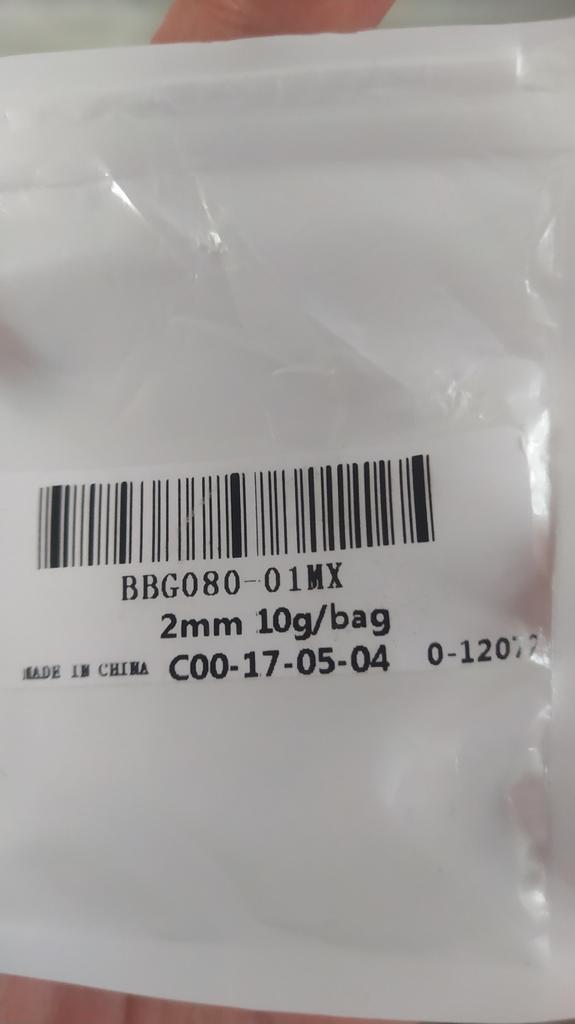 BBG080-01MX
2mm 10g/bag
MADE IN CHINA C00-17-05-04